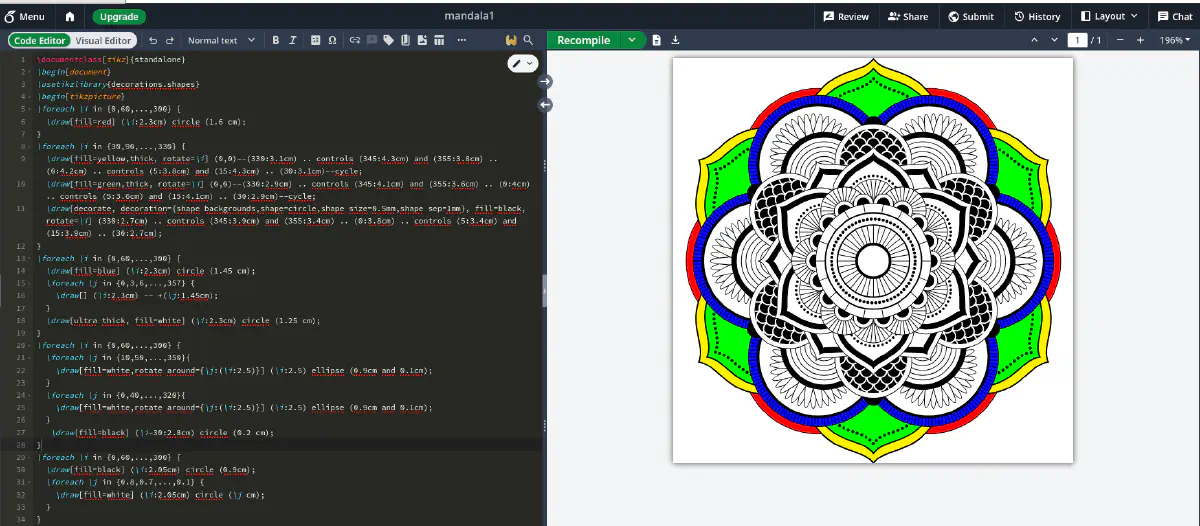 Menu Upgrade mandala1 Review Share Submit History Layout Chat
Code Editor Visual Editor Normal text B I Ω Recompile 1 / 1 196%
1 \documentclass[tikz]{standalone}
2 \begin{document}
3 \usetikzlibrary{decorations.shapes}
4 \begin{tikzpicture}
5 \foreach \i in {0,60,...,300} {
6 \draw[fill=red] (\i:2.3cm) circle (1.6 cm);
7 }
8 \foreach \i in {30,90,...,330} {
9 \draw[fill=yellow,thick, rotate=\i] (0,0)--(330:3.1cm) .. controls (345:4.3cm) and (355:3.8cm) ..
(0:4.2cm) .. controls (5:3.8cm) and (15:4.3cm) .. (30:3.1cm)--cycle;
10 \draw[fill=green,thick, rotate=\i] (0,0)--(330:2.9cm) .. controls (345:4.1cm) and (355:3.6cm) .. (0:4cm)
.. controls (5:3.6cm) and (15:4.1cm) .. (30:2.9cm)--cycle;
11 \draw[decorate, decoration={shape backgrounds,shape=circle,shape size=0.5mm,shape sep=1mm}, fill=black,
rotate=\i] (330:2.7cm) .. controls (345:3.9cm) and (355:3.4cm) .. (0:3.8cm) .. controls (5:3.4cm) and
(15:3.9cm) .. (30:2.7cm);
12 }
13 \foreach \i in {0,60,...,300} {
14 \draw[fill=blue] (\i:2.3cm) circle (1.45 cm);
15 \foreach \j in {0,3,6,...,357} {
16 \draw[] (\i:2.3cm) -- +(\j:1.45cm);
17 }
18 \draw[ultra thick, fill=white] (\i:2.3cm) circle (1.25 cm);
19 }
20 \foreach \i in {0,60,...,300} {
21 \foreach \j in {10,50,...,350}{
22 \draw[fill=white,rotate around={\j:(\i:2.5)}] (\i:2.5) ellipse (0.9cm and 0.1cm);
23 }
24 \foreach \j in {0,40,...,320}{
25 \draw[fill=white,rotate around={\j:(\i:2.5)}] (\i:2.5) ellipse (0.9cm and 0.1cm);
26 }
27 \draw[fill=black] (\i-30:2.8cm) circle (0.2 cm);
28 }
29 \foreach \i in {0,60,...,300} {
30 \draw[fill=black] (\i:2.05cm) circle (0.9cm);
31 \foreach \j in {0.8,0.7,...,0.1} {
32 \draw[fill=white] (\i:2.05cm) circle (\j cm);
33 }
34 }